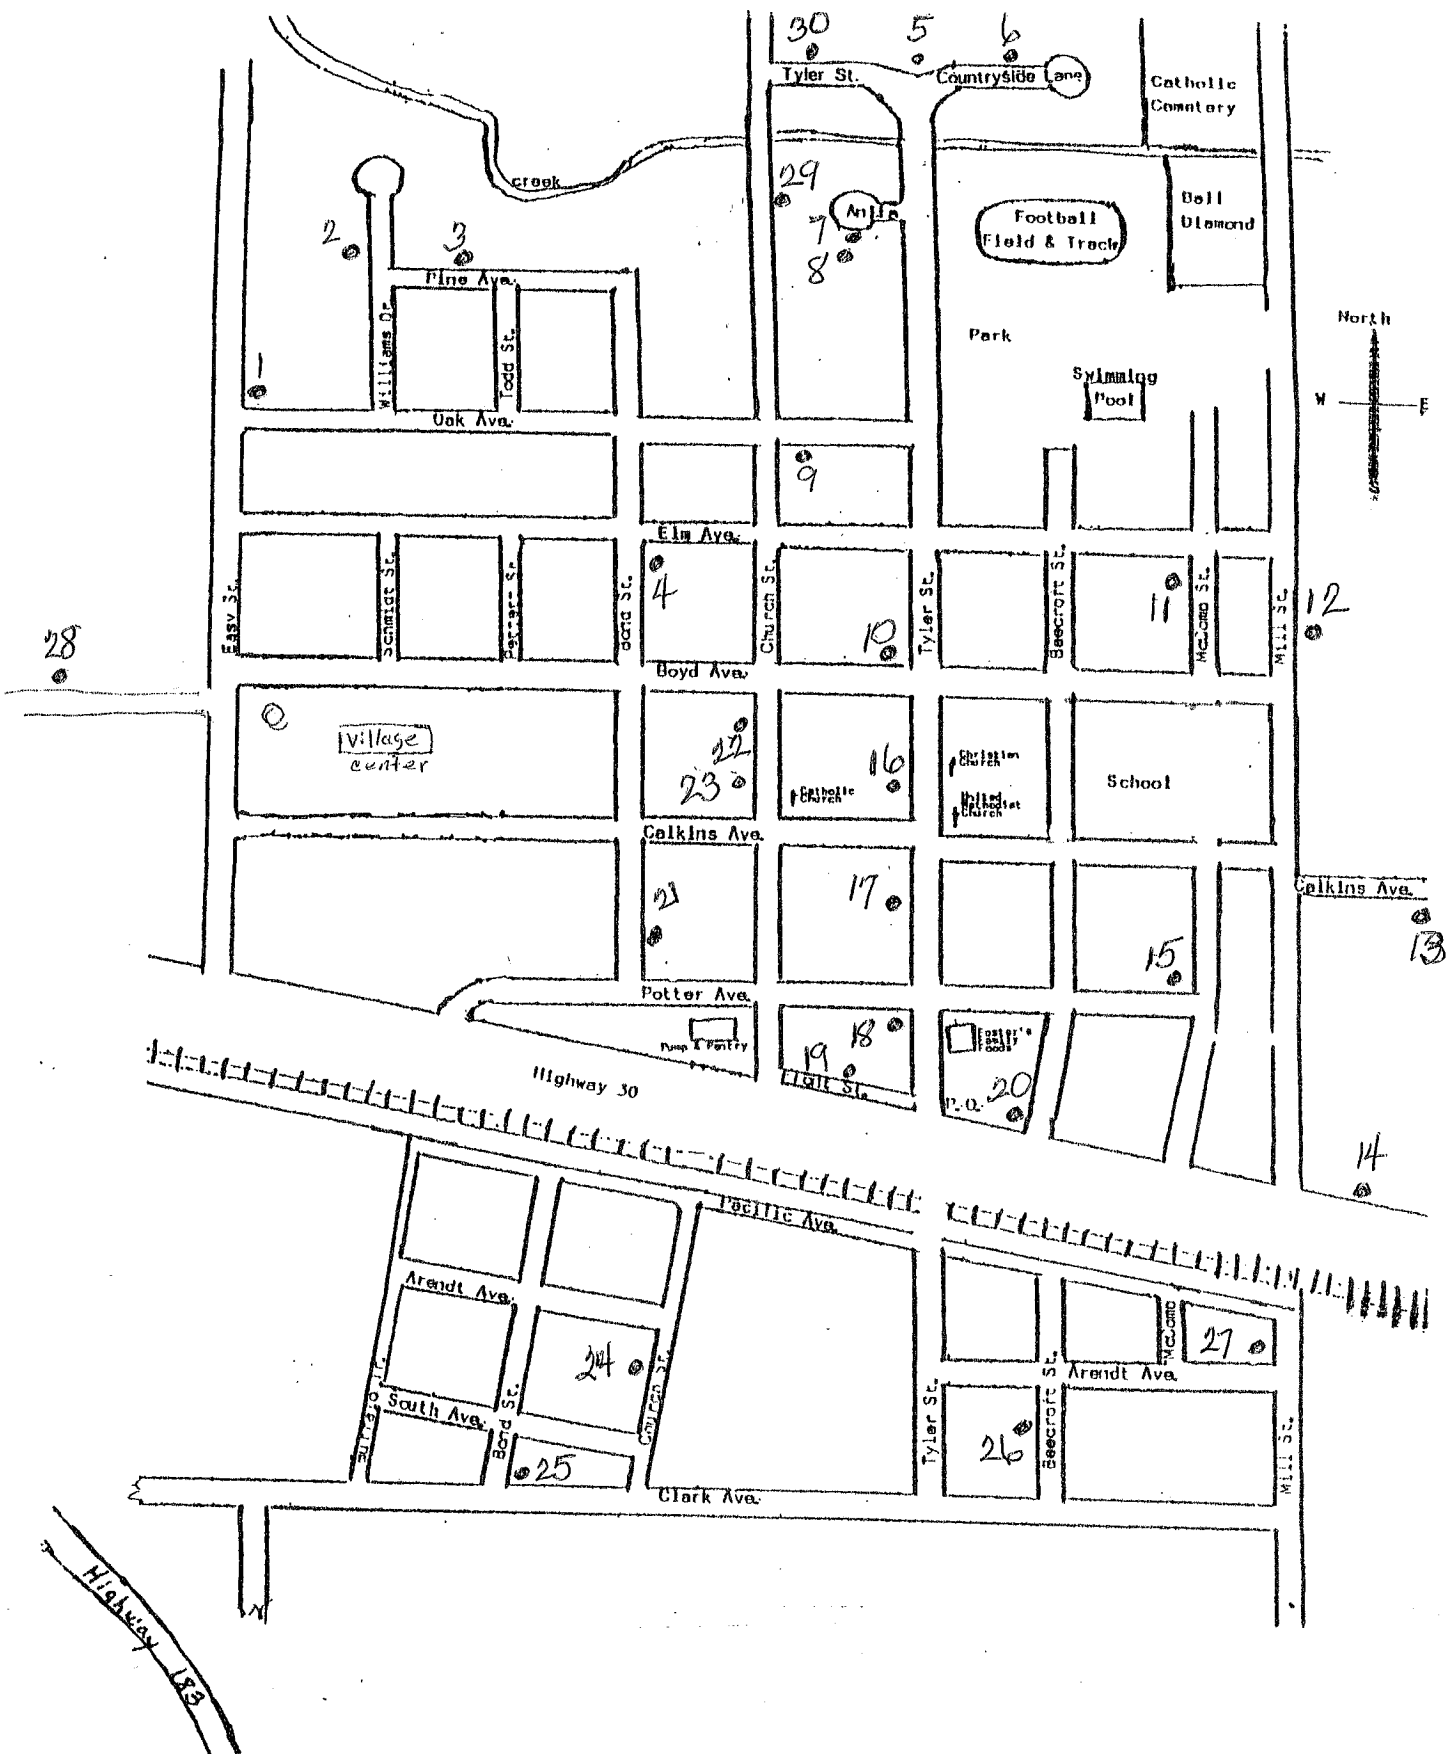 30
5
6
Tyler St.
Countryside Lane
Catholic
Cemetery
creek
29
2
3
7
8
Football
Field & Track
Ball
Diamond
Pine Ave.
Williams Dr
Todd St.
1
Park
North
W
E
Swimming
Pool
Oak Ave.
9
Elm Ave.
4
11
12
Easy St.
Schmidt St.
Band St.
Church St.
10
Tyler St.
Beecroft St.
McComb St.
Mill St.
28
Boyd Ave.
Village
center
22
23
16
Catholic
Church
Christian
Church
United
Methodist
Church
School
Calkins Ave.
Calkins Ave.
21
17
13
15
Potter Ave.
Pump & Pantry
18
19
20
P.O.
Highway 30
14
Pacific Ave.
Arendt Ave.
24
27
McComb
Arendt Ave.
South Ave.
Band St.
Church St.
Tyler St.
Beecroft St.
Mill St.
25
26
Clark Ave.
Highway 183